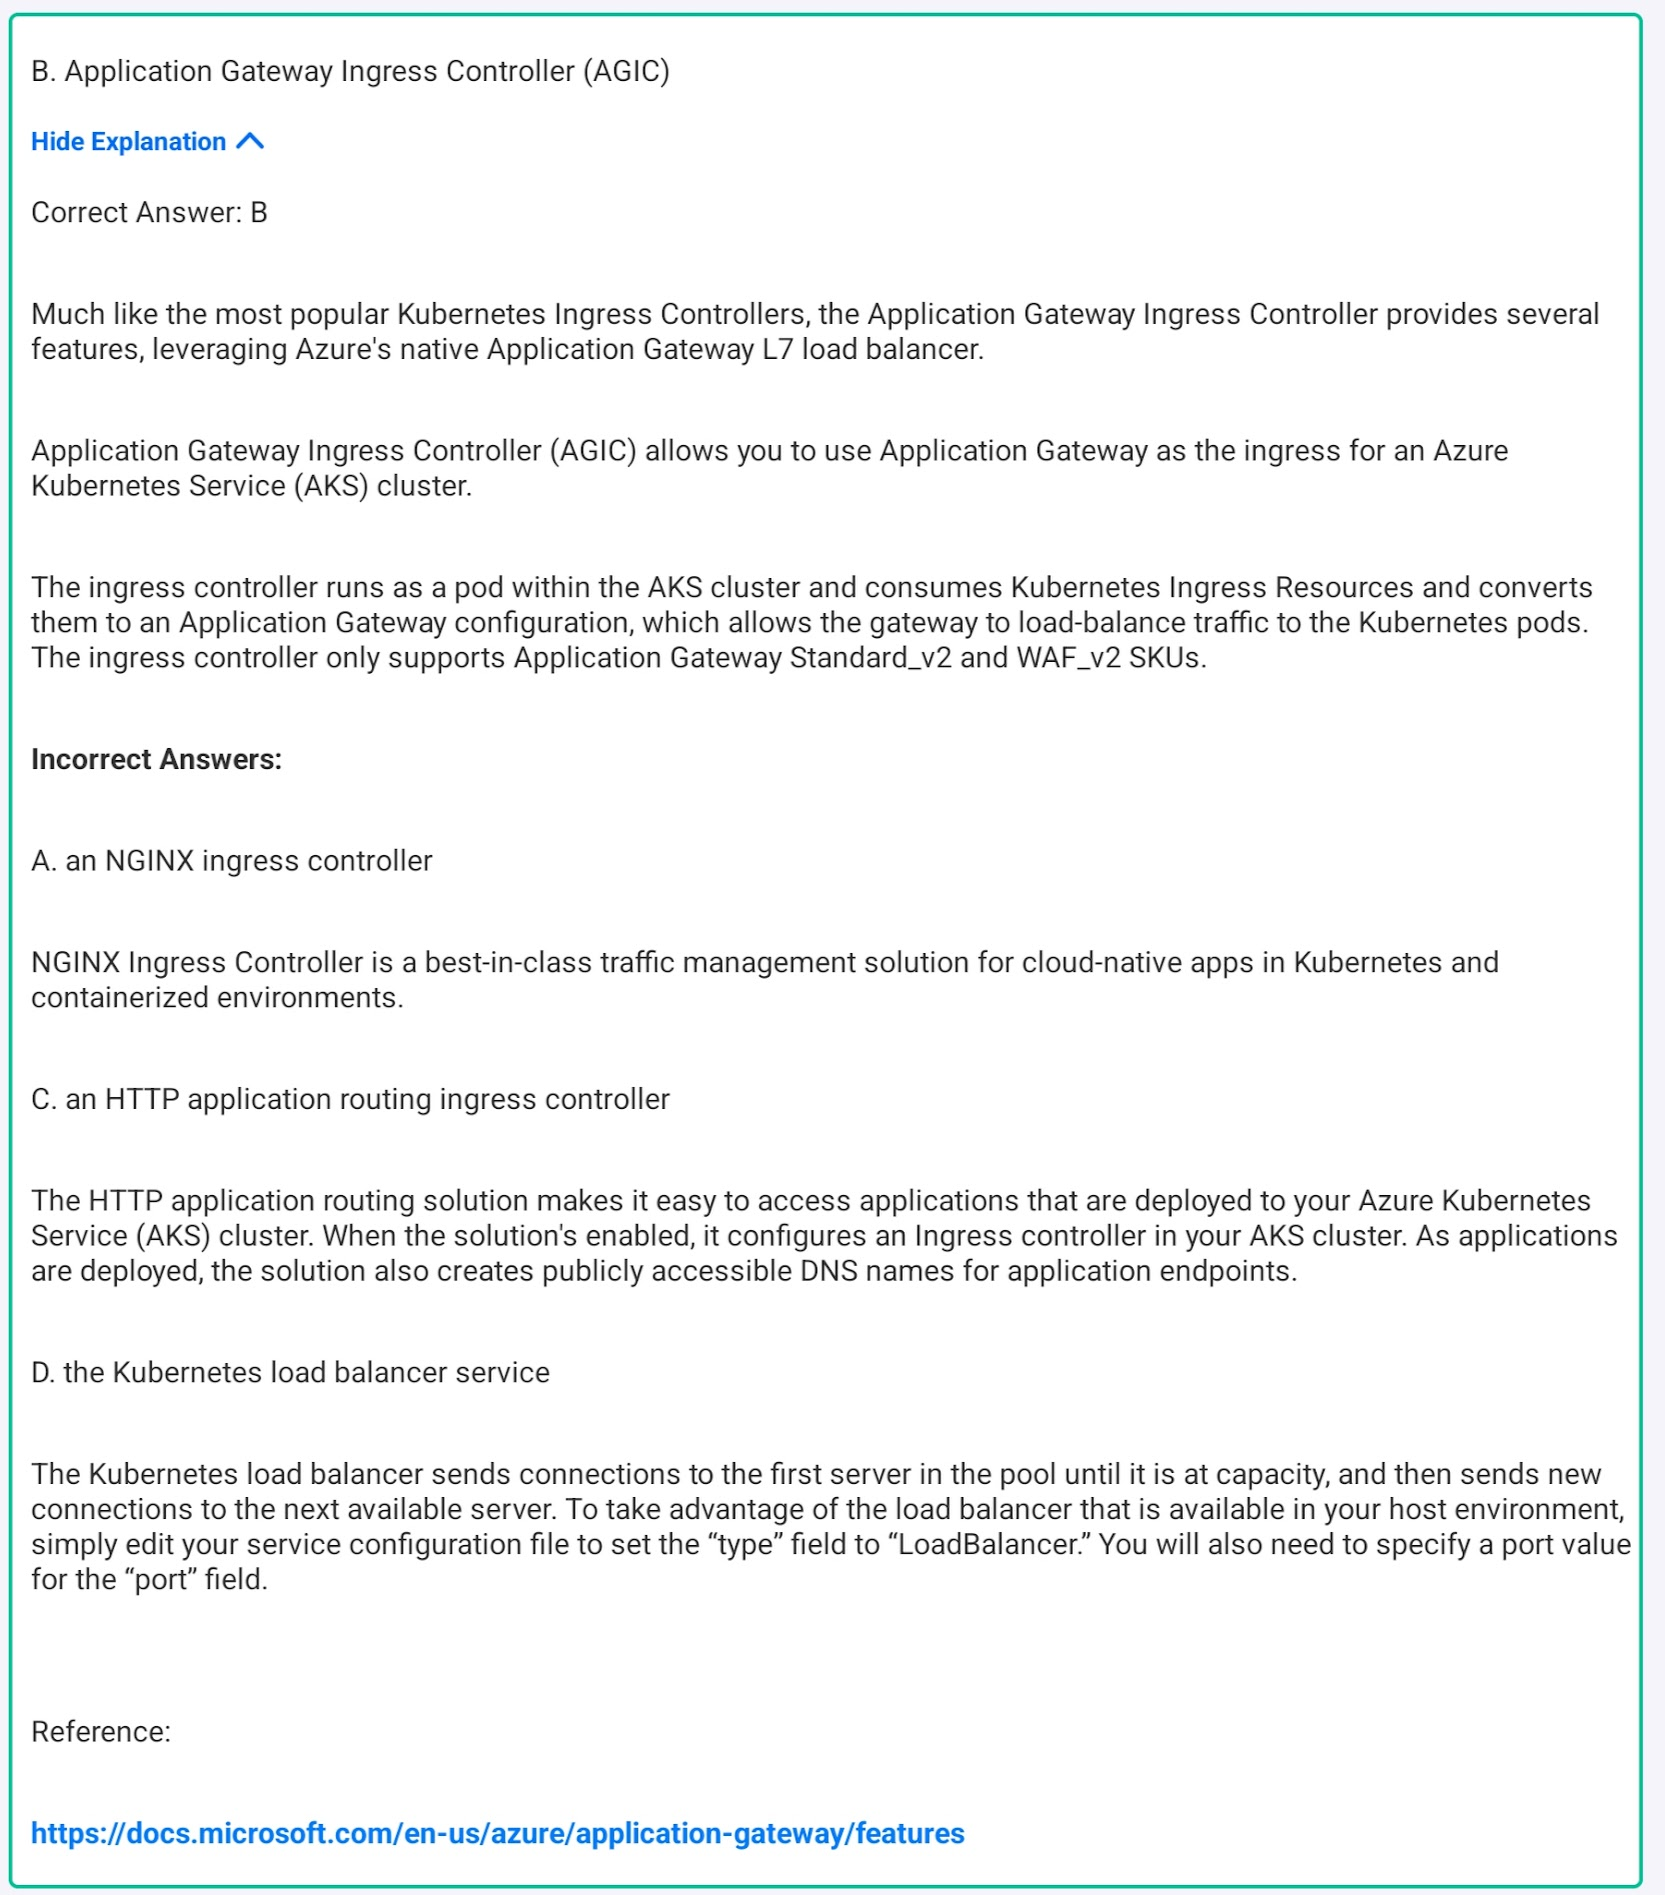 B. Application Gateway Ingress Controller (AGIC)
Hide Explanation
Correct Answer: B
Much like the most popular Kubernetes Ingress Controllers, the Application Gateway Ingress Controller provides several
features, leveraging Azure's native Application Gateway L7 load balancer.
Application Gateway Ingress Controller (AGIC) allows you to use Application Gateway as the ingress for an Azure
Kubernetes Service (AKS) cluster.
The ingress controller runs as a pod within the AKS cluster and consumes Kubernetes Ingress Resources and converts
them to an Application Gateway configuration, which allows the gateway to load-balance traffic to the Kubernetes pods.
The ingress controller only supports Application Gateway Standard_v2 and WAF_v2 SKUs.
Incorrect Answers:
A. an NGINX ingress controller
NGINX Ingress Controller is a best-in-class traffic management solution for cloud-native apps in Kubernetes and
containerized environments.
C. an HTTP application routing ingress controller
The HTTP application routing solution makes it easy to access applications that are deployed to your Azure Kubernetes
Service (AKS) cluster. When the solution's enabled, it configures an Ingress controller in your AKS cluster. As applications
are deployed, the solution also creates publicly accessible DNS names for application endpoints.
D. the Kubernetes load balancer service
The Kubernetes load balancer sends connections to the first server in the pool until it is at capacity, and then sends new
connections to the next available server. To take advantage of the load balancer that is available in your host environment,
simply edit your service configuration file to set the “type” field to “LoadBalancer.” You will also need to specify a port value
for the “port” field.
Reference:
https://docs.microsoft.com/en-us/azure/application-gateway/features